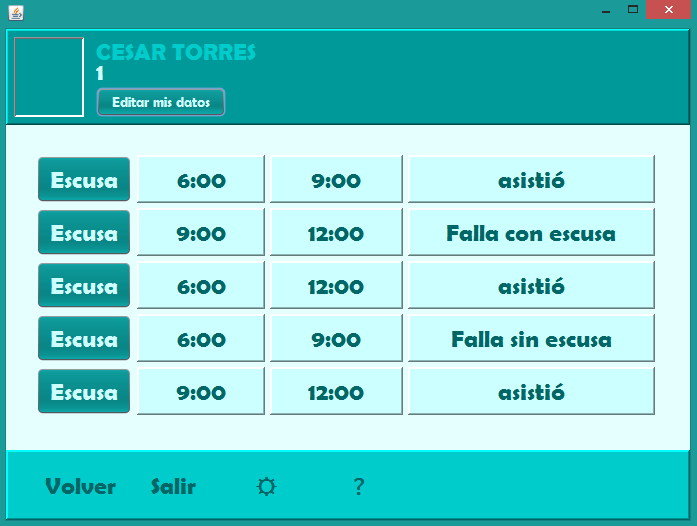 CESAR TORRES
1
Editar mis datos
Escusa 6:00 9:00 asistió
Escusa 9:00 12:00 Falla con escusa
Escusa 6:00 12:00 asistió
Escusa 6:00 9:00 Falla sin escusa
Escusa 9:00 12:00 asistió
Volver Salir ?